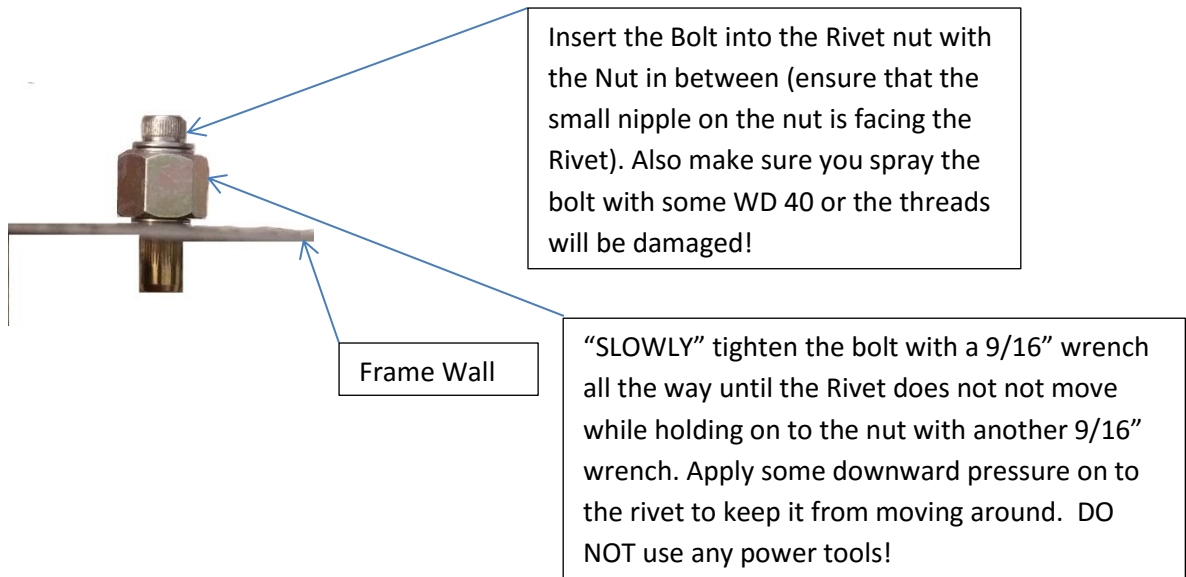 Insert the Bolt into the Rivet nut with
the Nut in between (ensure that the
small nipple on the nut is facing the
Rivet). Also make sure you spray the
bolt with some WD 40 or the threads
will be damaged!
Frame Wall
“SLOWLY” tighten the bolt with a 9/16” wrench
all the way until the Rivet does not not move
while holding on to the nut with another 9/16”
wrench. Apply some downward pressure on to
the rivet to keep it from moving around.  DO
NOT use any power tools!